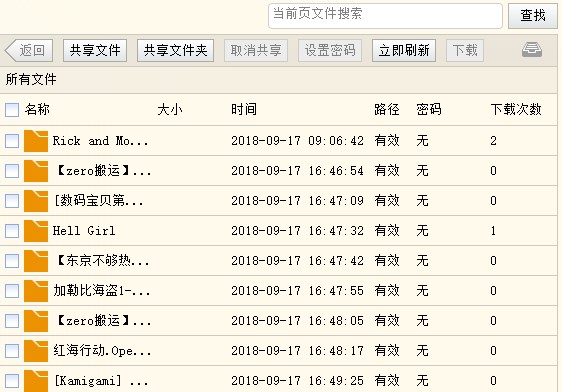 当前页文件搜索 查找
返回 共享文件 共享文件夹 取消共享 设置密码 立即刷新 下载
所有文件
名称 大小 时间 路径 密码 下载次数
Rick and Mo... 2018-09-17 09:06:42 有效 无 2
【zero搬运】... 2018-09-17 16:46:54 有效 无 0
[数码宝贝第... 2018-09-17 16:47:09 有效 无 0
Hell Girl 2018-09-17 16:47:32 有效 无 1
【东京不够热... 2018-09-17 16:47:42 有效 无 0
加勒比海盗1-... 2018-09-17 16:47:55 有效 无 0
【zero搬运】... 2018-09-17 16:48:05 有效 无 0
红海行动.Ope... 2018-09-17 16:48:17 有效 无 0
[Kamigami] ... 2018-09-17 16:49:25 有效 无 0